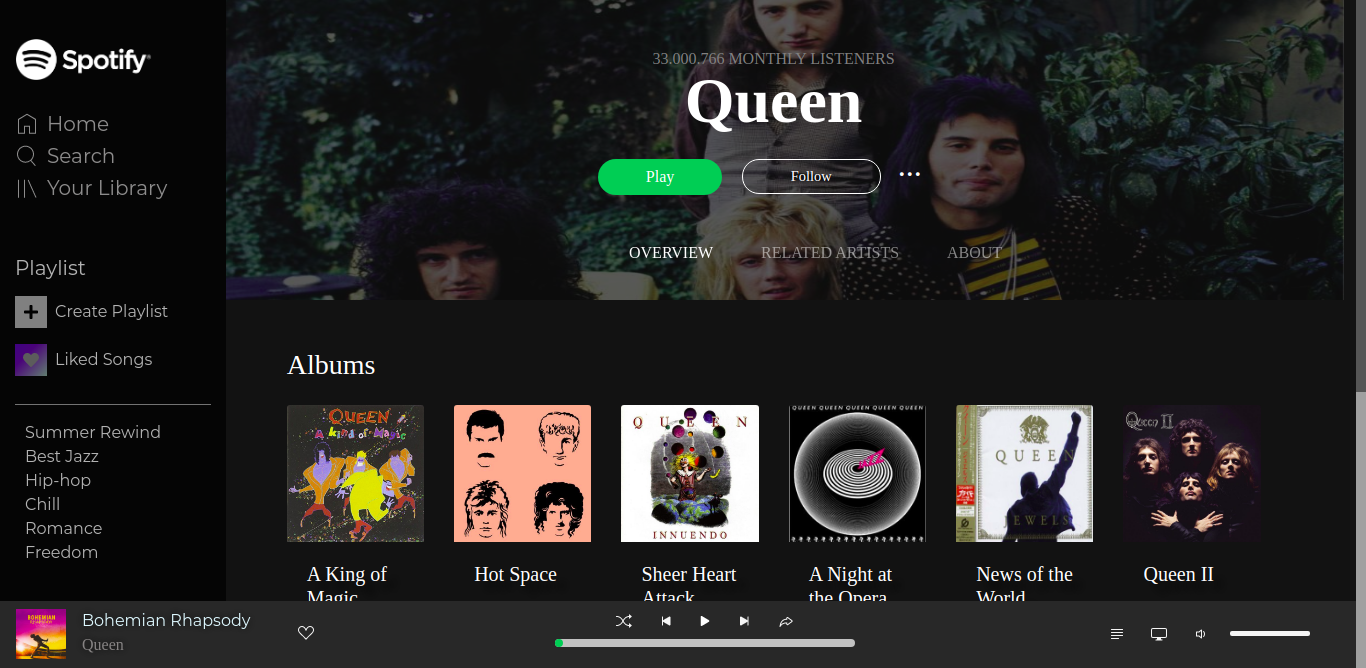 Spotify
Home
Search
Your Library
Playlist
Create Playlist
Liked Songs
Summer Rewind
Best Jazz
Hip-hop
Chill
Romance
Freedom
33.000.766 MONTHLY LISTENERS
Queen
Play
Follow
OVERVIEW RELATED ARTISTS ABOUT
Albums
QUEEN
A kind of Magic
QUEEN
INNUENDO
QUEEN QUEEN QUEEN QUEEN QUEEN
QUEEN
JEWELS
Queen II
A King of
Magic
Hot Space
Sheer Heart
Attack
A Night at
the Opera
News of the
World
Queen II
BOHEMIAN
Bohemian Rhapsody
Queen